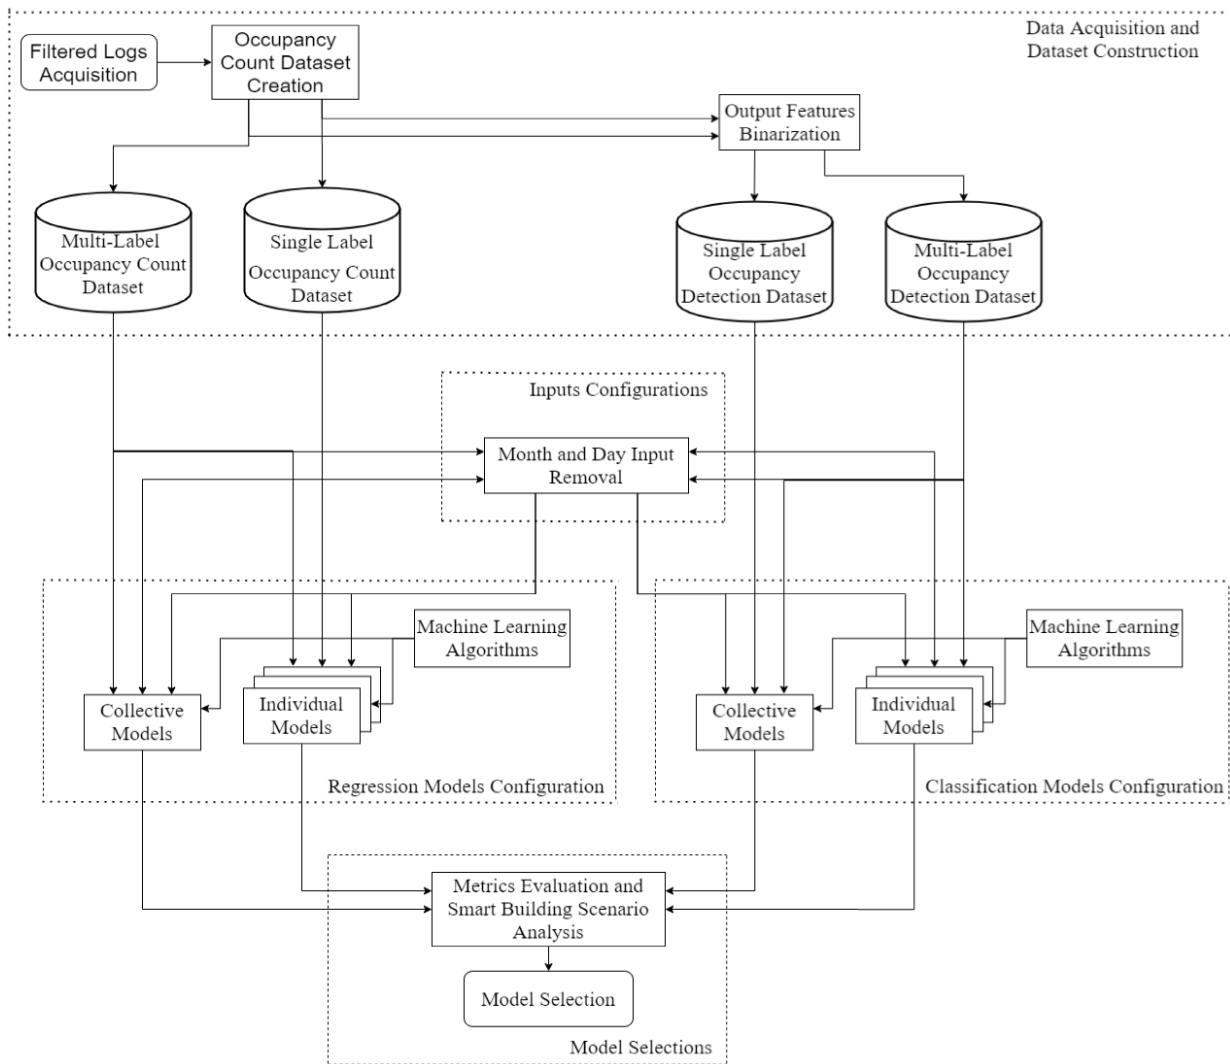 Data Acquisition and
Dataset Construction
Filtered Logs
Acquisition
Occupancy
Count Dataset
Creation
Output Features
Binarization
Multi-Label
Occupancy Count
Dataset
Single Label
Occupancy Count
Dataset
Single Label
Occupancy
Detection Dataset
Multi-Label
Occupancy
Detection Dataset
Inputs Configurations
Month and Day Input
Removal
Machine Learning
Algorithms
Collective
Models
Individual
Models
Regression Models Configuration
Machine Learning
Algorithms
Collective
Models
Individual
Models
Classification Models Configuration
Metrics Evaluation and
Smart Building Scenario
Analysis
Model Selection
Model Selections